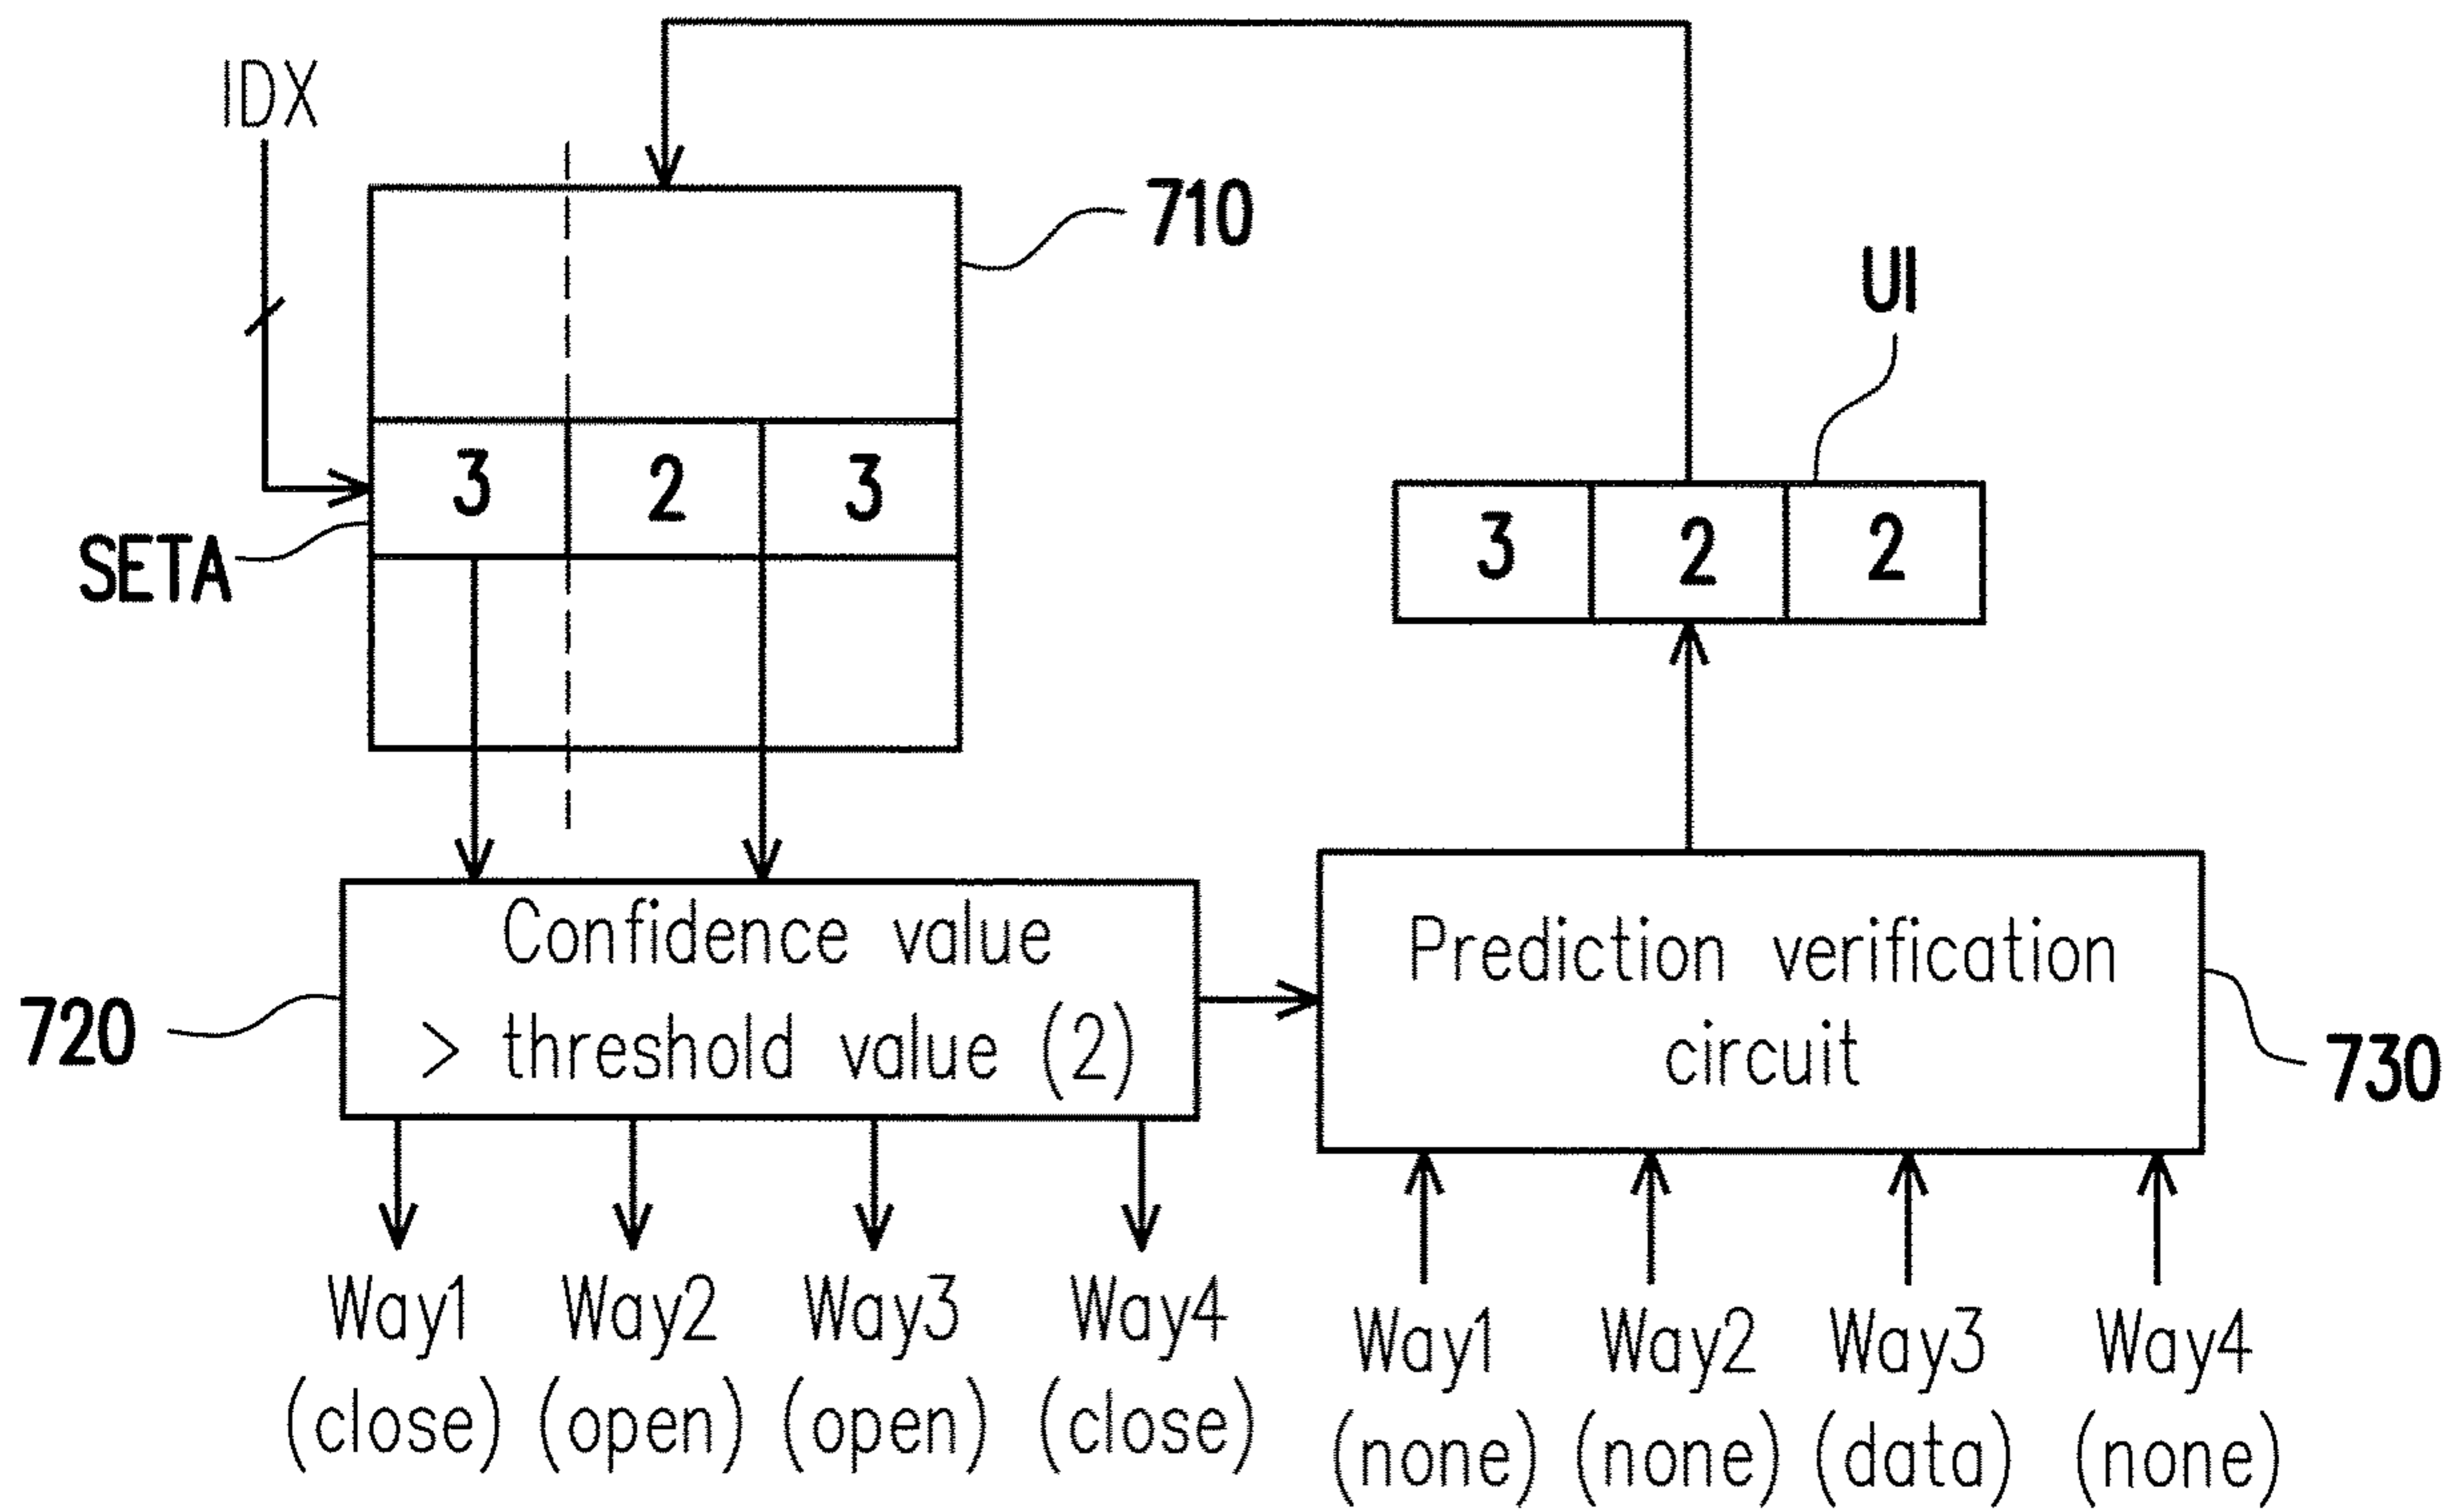 IDX
710
UI
3 2 3
SETA
3 2 2
Confidence value
> threshold value (2)
720
Prediction verification
circuit
730
Way1 Way2 Way3 Way4
(close) (open) (open) (close)
Way1 Way2 Way3 Way4
(none) (none) (data) (none)